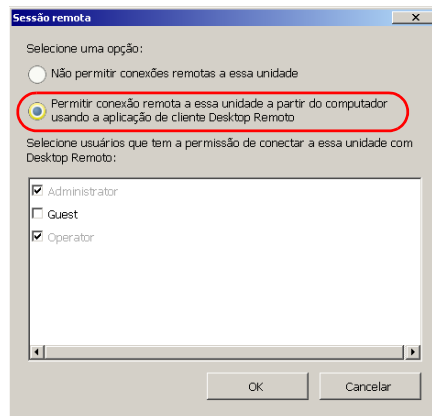 Sessão remota
Selecione uma opção:
Não permitir conexões remotas a essa unidade
Permitir conexão remota a essa unidade a partir do computador
usando a aplicação de cliente Desktop Remoto
Selecione usuários que tem a permissão de conectar a essa unidade com
Desktop Remoto:
Administrator
Guest
Operator
OK Cancelar